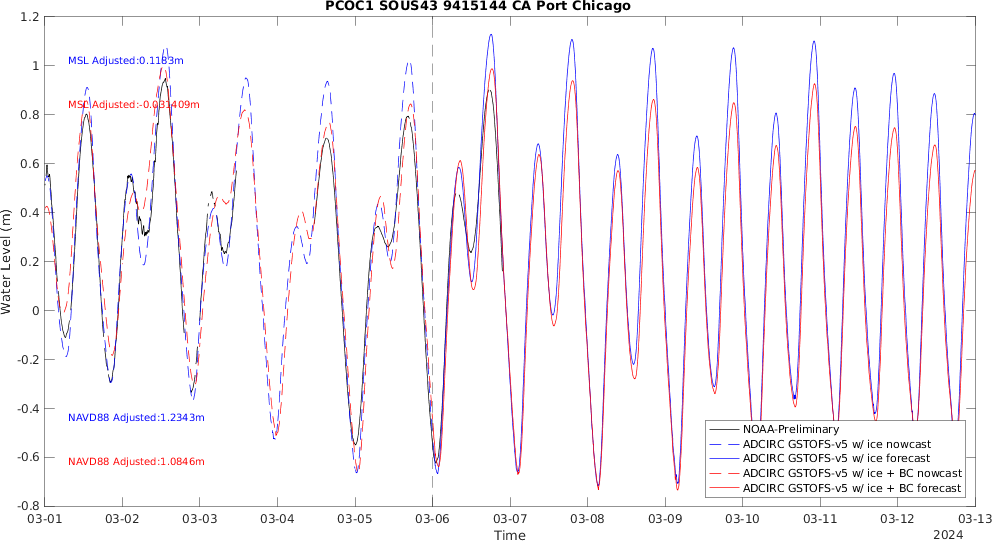 PCOC1 SOUS43 9415144 CA Port Chicago
1.2
1
0.8
0.6
0.4
0.2
0
-0.2
-0.4
-0.6
-0.8
Water Level (m)
MSL Adjusted:0.1183m
MSL Adjusted:-0.031409m
NAVD88 Adjusted:1.2343m
NAVD88 Adjusted:1.0846m
NOAA-Preliminary
ADCIRC GSTOFS-v5 w/ ice nowcast
ADCIRC GSTOFS-v5 w/ ice forecast
ADCIRC GSTOFS-v5 w/ ice + BC nowcast
ADCIRC GSTOFS-v5 w/ ice + BC forecast
03-01 03-02 03-03 03-04 03-05 03-06 03-07 03-08 03-09 03-10 03-11 03-12 03-13
Time
2024